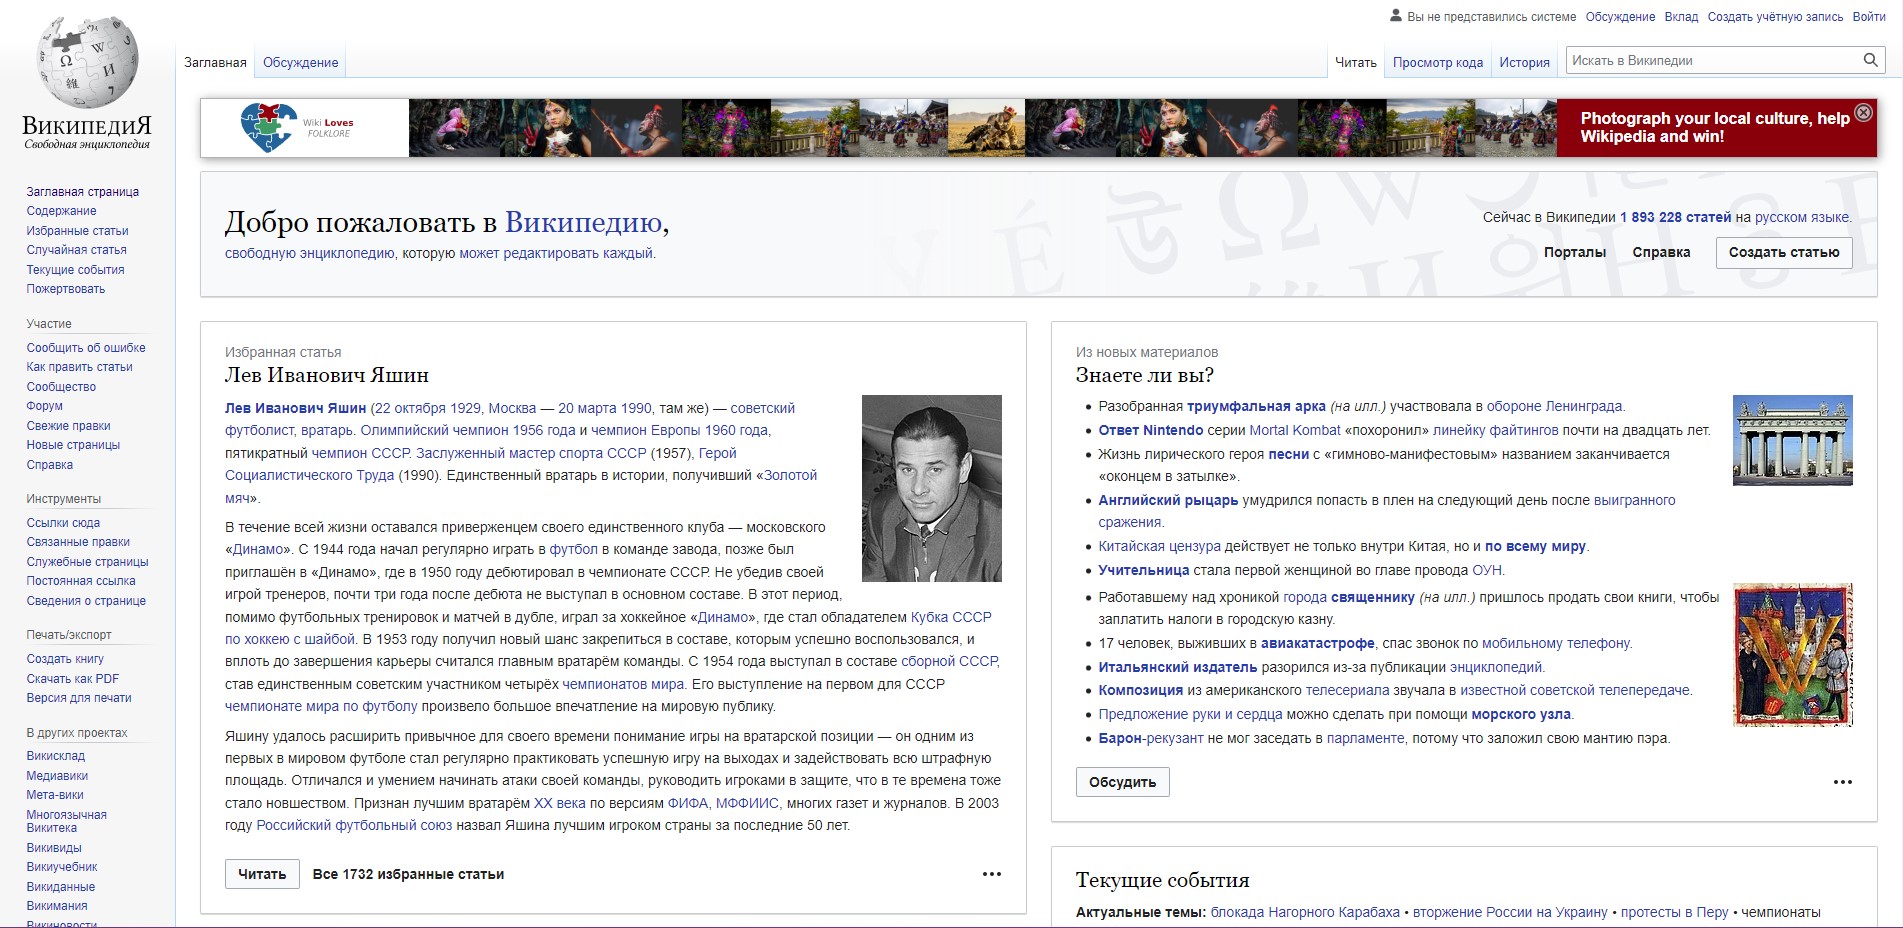 Вы не представились системе Обсуждение Вклад Создать учётную запись Войти
Заглавная Обсуждение
Читать Просмотр кода История Искать в Википедии
ВИКИПЕДИЯ
Свободная энциклопедия
Заглавная страница
Содержание
Избранные статьи
Случайная статья
Текущие события
Пожертвовать
Участие
Сообщить об ошибке
Как править статьи
Сообщество
Форум
Свежие правки
Новые страницы
Справка
Инструменты
Ссылки сюда
Связанные правки
Служебные страницы
Постоянная ссылка
Сведения о странице
Печать/экспорт
Создать книгу
Скачать как PDF
Версия для печати
В других проектах
Викисклад
Медиавики
Мета-вики
Многоязычная
Викитека
Викивиды
Викиучебник
Викиданные
Викимания
Викиновости
Wiki Loves
FOLKLORE
Photograph your local culture, help
Wikipedia and win!
Добро пожаловать в Википедию,
свободную энциклопедию, которую может редактировать каждый.
Сейчас в Википедии 1 893 228 статей на русском языке.
Порталы Справка Создать статью
Избранная статья
Лев Иванович Яшин
Лев Иванович Яшин (22 октября 1929, Москва — 20 марта 1990, там же) — советский
футболист, вратарь. Олимпийский чемпион 1956 года и чемпион Европы 1960 года,
пятикратный чемпион СССР. Заслуженный мастер спорта СССР (1957), Герой
Социалистического Труда (1990). Единственный вратарь в истории, получивший «Золотой
мяч».
В течение всей жизни оставался приверженцем своего единственного клуба — московского
«Динамо». С 1944 года начал регулярно играть в футбол в команде завода, позже был
приглашён в «Динамо», где в 1950 году дебютировал в чемпионате СССР. Не убедив своей
игрой тренеров, почти три года после дебюта не выступал в основном составе. В этот период,
помимо футбольных тренировок и матчей в дубле, играл за хоккейное «Динамо», где стал обладателем Кубка СССР
по хоккею с шайбой. В 1953 году получил новый шанс закрепиться в составе, которым успешно воспользовался, и
вплоть до завершения карьеры считался главным вратарём команды. С 1954 года выступал в составе сборной СССР,
став единственным советским участником четырёх чемпионатов мира. Его выступление на первом для СССР
чемпионате мира по футболу произвело большое впечатление на мировую публику.
Яшину удалось расширить привычное для своего времени понимание игры на вратарской позиции — он одним из
первых в мировом футболе стал регулярно практиковать успешную игру на выходах и задействовать всю штрафную
площадь. Отличался и умением начинать атаки своей команды, руководить игроками в защите, что в те времена тоже
стало новшеством. Признан лучшим вратарём XX века по версиям ФИФА, МФФИИС, многих газет и журналов. В 2003
году Российский футбольный союз назвал Яшина лучшим игроком страны за последние 50 лет.
Читать Все 1732 избранные статьи
Из новых материалов
Знаете ли вы?
• Разобранная триумфальная арка (на илл.) участвовала в обороне Ленинграда.
• Ответ Nintendo серии Mortal Kombat «похоронил» линейку файтингов почти на двадцать лет.
• Жизнь лирического героя песни с «гимново-манифестовым» названием заканчивается
«оконцем в затылке».
• Английский рыцарь умудрился попасть в плен на следующий день после выигранного
сражения.
• Китайская цензура действует не только внутри Китая, но и по всему миру.
• Учительница стала первой женщиной во главе провода ОУН.
• Работавшему над хроникой города священнику (на илл.) пришлось продать свои книги, чтобы
заплатить налоги в городскую казну.
• 17 человек, выживших в авиакатастрофе, спас звонок по мобильному телефону.
• Итальянский издатель разорился из-за публикации энциклопедий.
• Композиция из американского телесериала звучала в известной советской телепередаче.
• Предложение руки и сердца можно сделать при помощи морского узла.
• Барон-рекузант не мог заседать в парламенте, потому что заложил свою мантию пэра.
Обсудить
Текущие события
Актуальные темы: блокада Нагорного Карабаха • вторжение России на Украину • протесты в Перу • чемпионаты